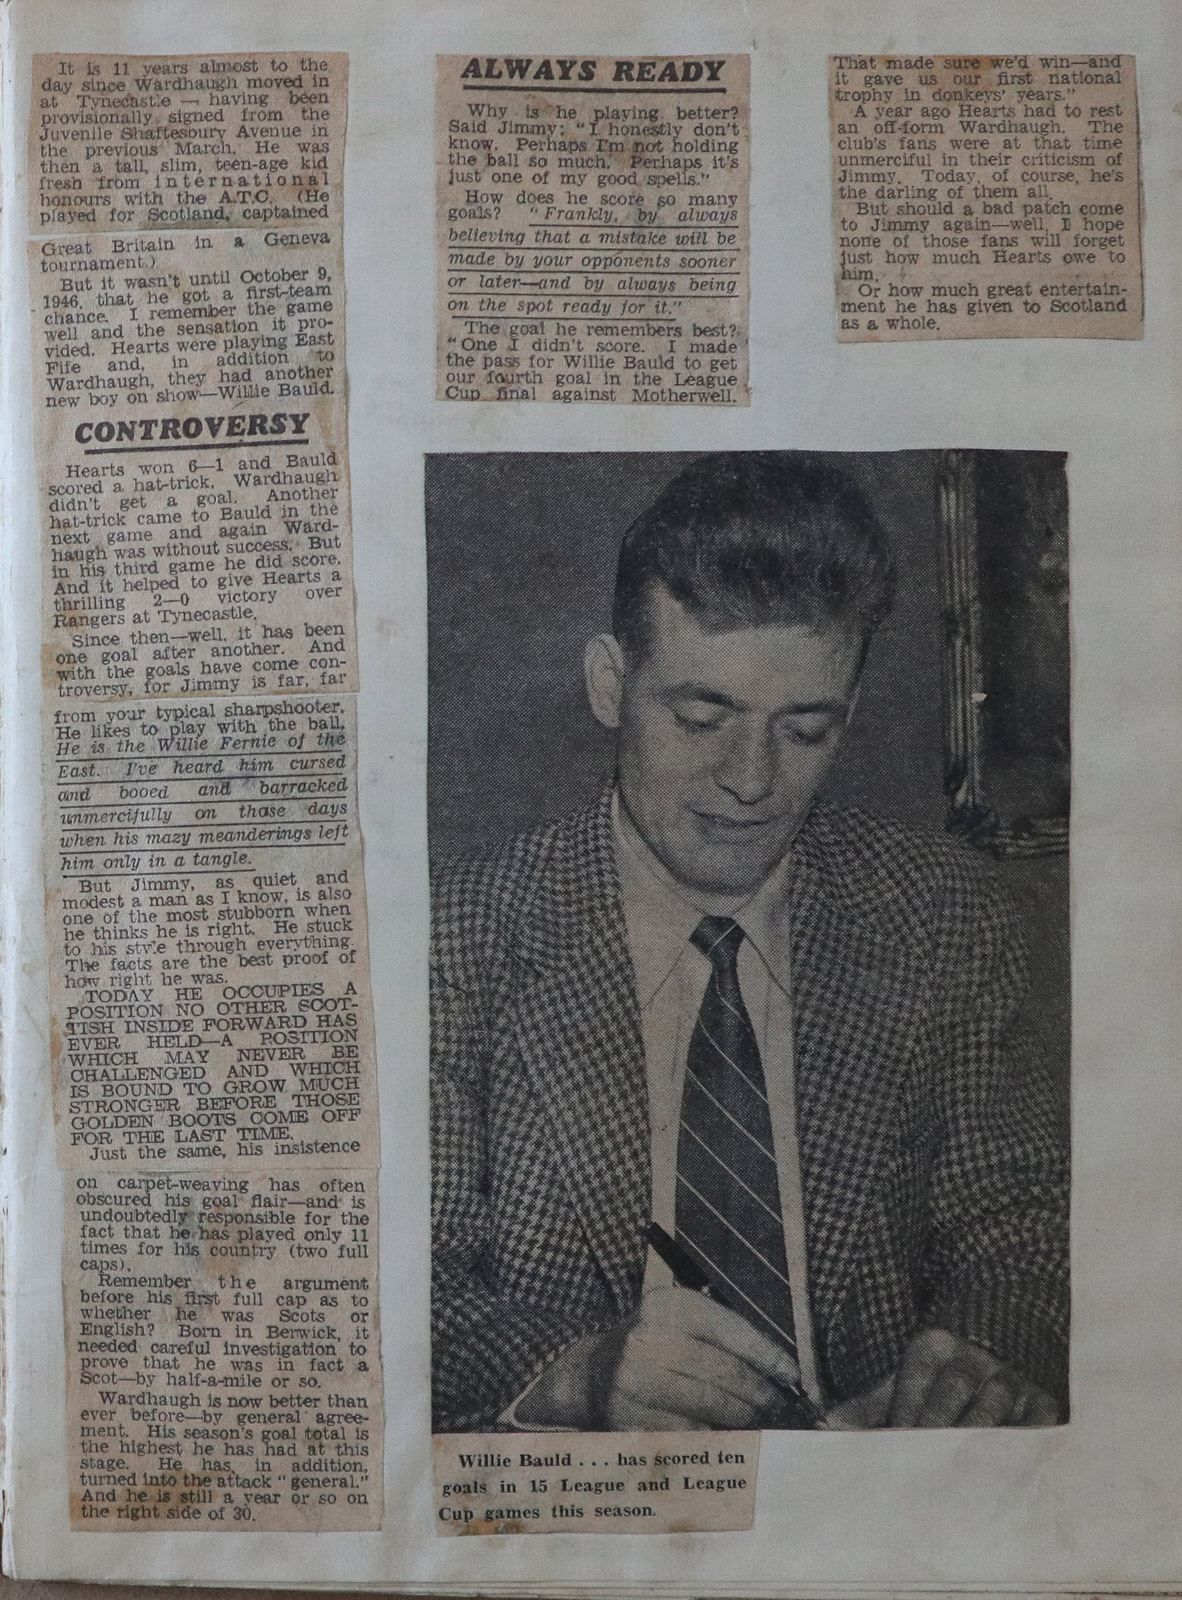 It is 11 years almost to the
day since Wardhaugh moved in
at Tynecastle — having been
provisionally signed from the
Juvenile Shaftesbury Avenue in
the previous March. He was
then a tall, slim, teen-age kid
fresh from international
honours with the A.T.C. (He
played for Scotland, captained
Great Britain in a Geneva
tournament.)
But it wasn't until October 9,
1946, that he got a first-team
chance. I remember the game
well and the sensation it pro-
vided. Hearts were playing East
Fife and, in addition to
Wardhaugh, they had another
new boy on show—Willie Bauld.
CONTROVERSY
Hearts won 6—1 and Bauld
scored a hat-trick. Wardhaugh
didn't get a goal. Another
hat-trick came to Bauld in the
next game and again Ward-
haugh was without success. But
in his third game he did score.
And it helped to give Hearts a
thrilling 2—0 victory over
Rangers at Tynecastle.
Since then—well, it has been
one goal after another. And
with the goals have come con-
troversy, for Jimmy is far, far
from your typical sharpshooter.
He likes to play with the ball.
He is the Willie Fernie of the
East. I've heard him cursed
and booed and barracked
unmercifully on those days
when his mazy meanderings left
him only in a tangle.
But Jimmy, as quiet and
modest a man as I know, is also
one of the most stubborn when
he thinks he is right. He stuck
to his style through everything.
The facts are the best proof of
how right he was.
TODAY HE OCCUPIES A
POSITION NO OTHER SCOT-
TISH INSIDE FORWARD HAS
EVER HELD—A POSITION
WHICH MAY NEVER BE
CHALLENGED AND WHICH
IS BOUND TO GROW MUCH
STRONGER BEFORE THOSE
GOLDEN BOOTS COME OFF
FOR THE LAST TIME.
Just the same, his insistence
on carpet-weaving has often
obscured his goal flair—and is
undoubtedly responsible for the
fact that he has played only 11
times for his country (two full
caps).
Remember the argument
before his first full cap as to
whether he was Scots or
English? Born in Berwick, it
needed careful investigation to
prove that he was in fact a
Scot—by half-a-mile or so.
Wardhaugh is now better than
ever before—by general agree-
ment. His season's goal total is
the highest he has had at this
stage. He has, in addition,
turned into the attack "general."
And he is still a year or so on
the right side of 30.
ALWAYS READY
Why is he playing better?
Said Jimmy: "I honestly don't
know. Perhaps I'm not holding
the ball so much. Perhaps it's
just one of my good spells."
How does he score so many
goals? "Frankly, by always
believing that a mistake will be
made by your opponents sooner
or later—and by always being
on the spot ready for it."
The goal he remembers best?
"One I didn't score. I made
the pass for Willie Bauld to get
our fourth goal in the League
Cup final against Motherwell.
That made sure we'd win—and
it gave us our first national
trophy in donkeys' years."
A year ago Hearts had to rest
an off-form Wardhaugh. The
club's fans were at that time
unmerciful in their criticism of
Jimmy. Today, of course, he's
the darling of them all.
But should a bad patch come
to Jimmy again—well, I hope
none of those fans will forget
just how much Hearts owe to
him.
Or how much great entertain-
ment he has given to Scotland
as a whole.
Willie Bauld . . . has scored ten
goals in 15 League and League
Cup games this season.